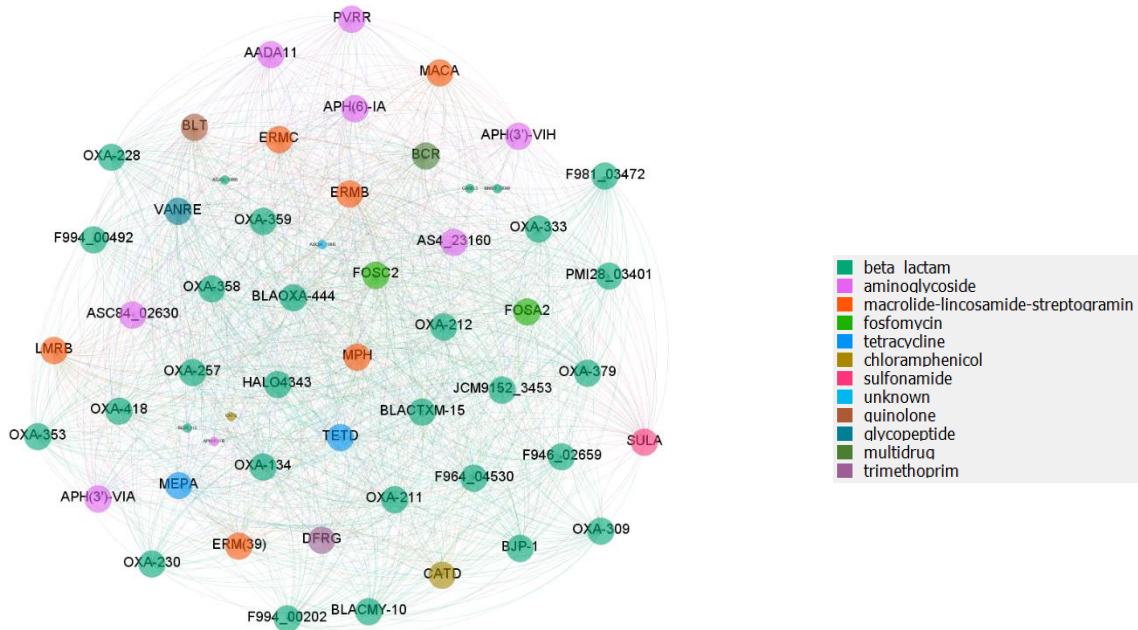 PVRR
AADA11
MACA
APH(6)-IA
BLT
ERMC
APH(3')-VIH
BCR
OXA-228
F981_03472
ERMB
VANRE
OXA-359
OXA-333
F994_00492
AS4_23160
FOSC2
PMI28_03401
OXA-358
BLAOXA-444
ASC84_02630
FOSA2
OXA-212
LMRB
MPH
OXA-257
HALO4343
OXA-379
JCM9152_3453
OXA-418
BLACTXM-15
OXA-353
TETD
SULA
OXA-134
F946_02659
F964_04530
MEPA
APH(3')-VIA
OXA-211
OXA-309
ERM(39)
DFRG
BJP-1
OXA-230
CATD
F994_00202
BLACMY-10
beta_lactam
aminoglycoside
macrolide-lincosamide-streptogramin
fosfomycin
tetracycline
chloramphenicol
sulfonamide
unknown
quinolone
glycopeptide
multidrug
trimethoprim